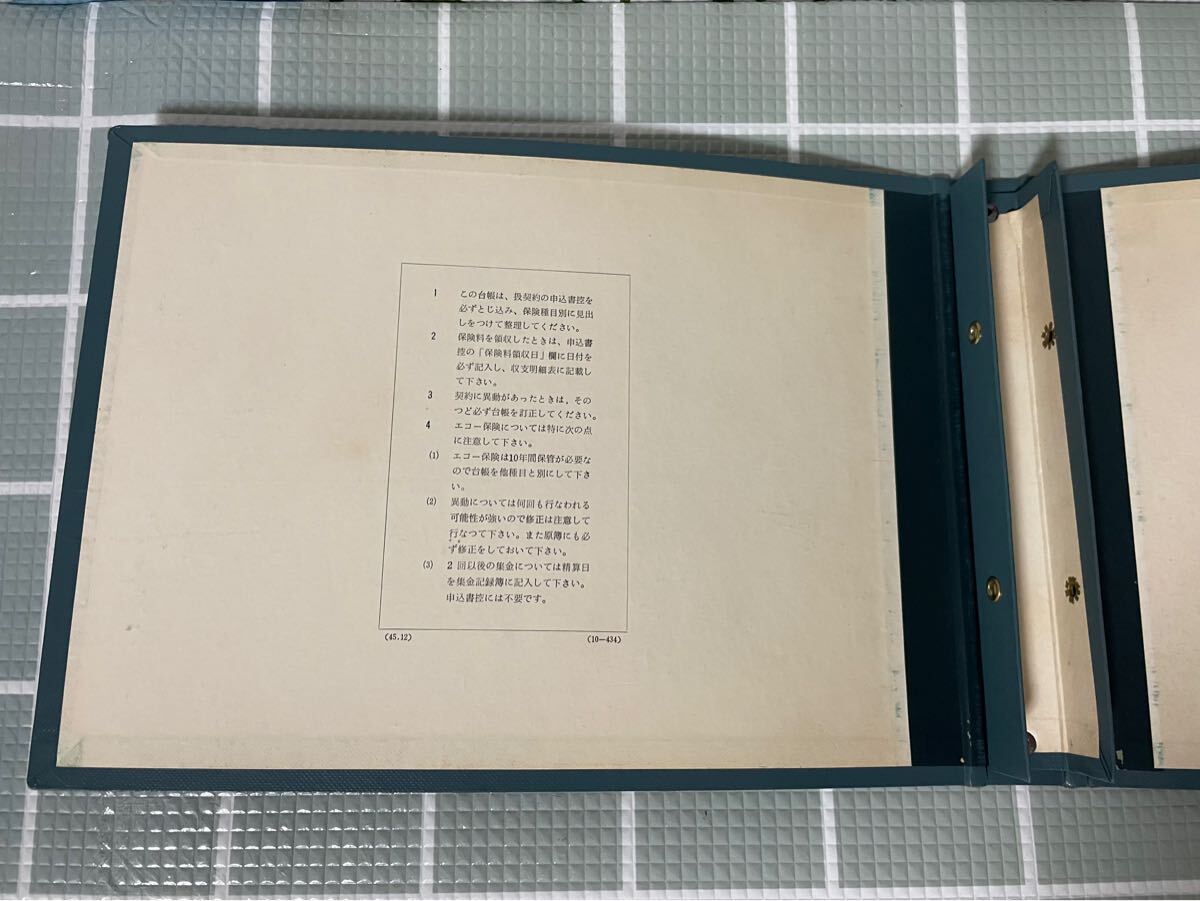 1 この台帳は、扱契約の申込書控を
必ずとじ込み、保険種目別に見出
しをつけて整理してください。
2 保険料を領収したときは、申込書
控の「保険料領収日」欄に日付を
必ず記入し、収支明細表に記載し
て下さい。
3 契約に異動があったときは，その
つど必ず台帳を訂正してください。
4 エコー保険については特に次の点
に注意して下さい。
(1) エコー保険は10年間保管が必要な
ので台帳を他種目と別にして下さ
い。
(2) 異動については何回も行なわれる
可能性が強いので修正は注意して
行なつて下さい。また原簿にも必
ず修正をしておいて下さい。
(3) 2回以後の集金については精算日
を集金記録簿に記入して下さい。
申込書控には不要です。
(45.12) (10—434)